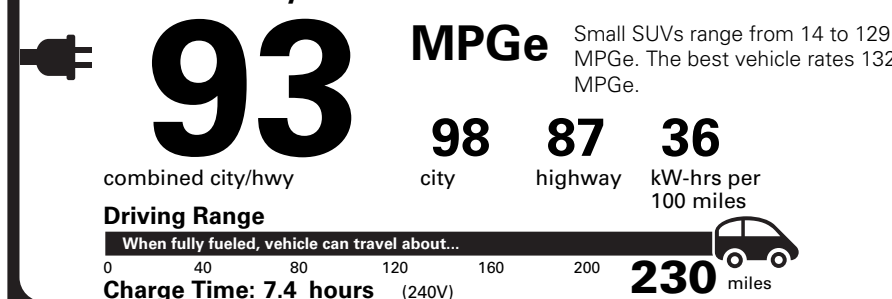 93
MPGe
Small SUVs range from 14 to 129
MPGe. The best vehicle rates 132
MPGe.
98 87 36
combined city/hwy city highway kW-hrs per
100 miles
Driving Range
When fully fueled, vehicle can travel about...
0 40 80 120 160 200 230 miles
Charge Time: 7.4 hours (240V)